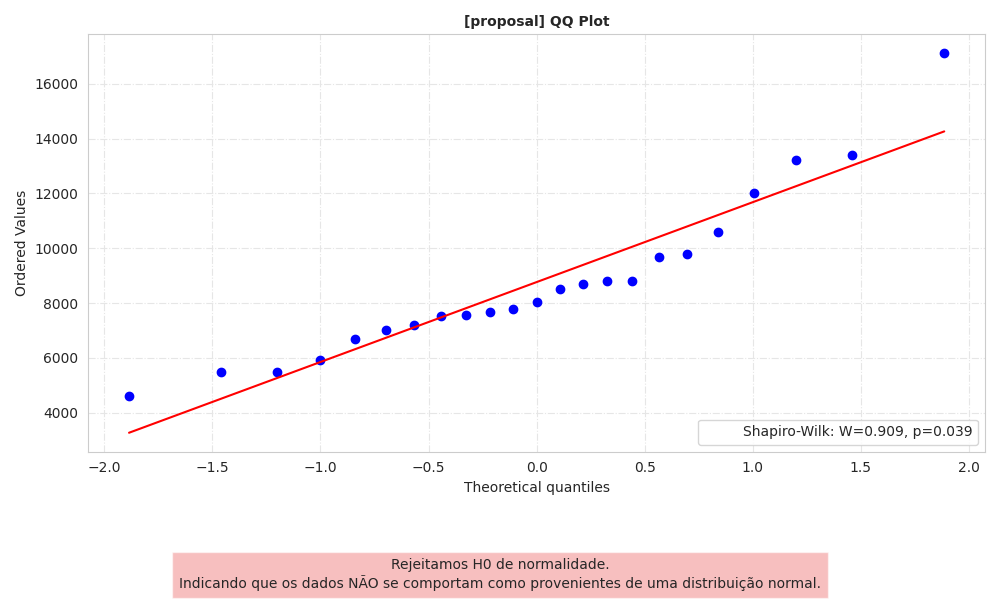 [proposal] QQ Plot
Ordered Values
16000
14000
12000
10000
8000
6000
4000
Shapiro-Wilk: W=0.909, p=0.039
−2.0 −1.5 −1.0 −0.5 0.0 0.5 1.0 1.5 2.0
Theoretical quantiles
Rejeitamos H0 de normalidade.
Indicando que os dados NÃO se comportam como provenientes de uma distribuição normal.